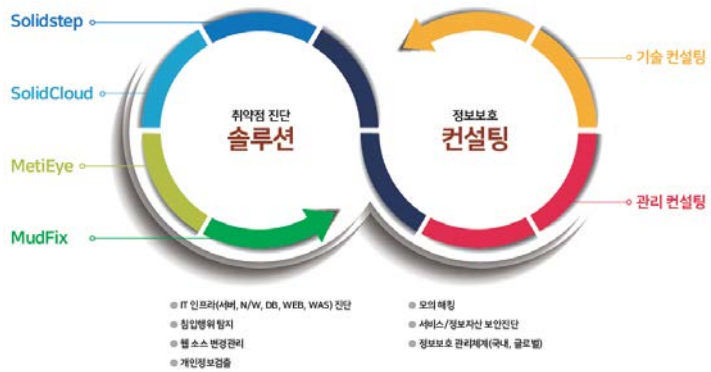 Solidstep
SolidCloud
MetiEye
MudFix
취약점 진단
솔루션
정보보호
컨설팅
기술 컨설팅
관리 컨설팅
IT 인프라(서버, N/W, DB, WEB, WAS) 진단
침입행위 탐지
웹 소스 변경관리
개인정보검출
모의 해킹
서비스/정보자산 보안진단
정보보호 관리체계(국내, 글로벌)